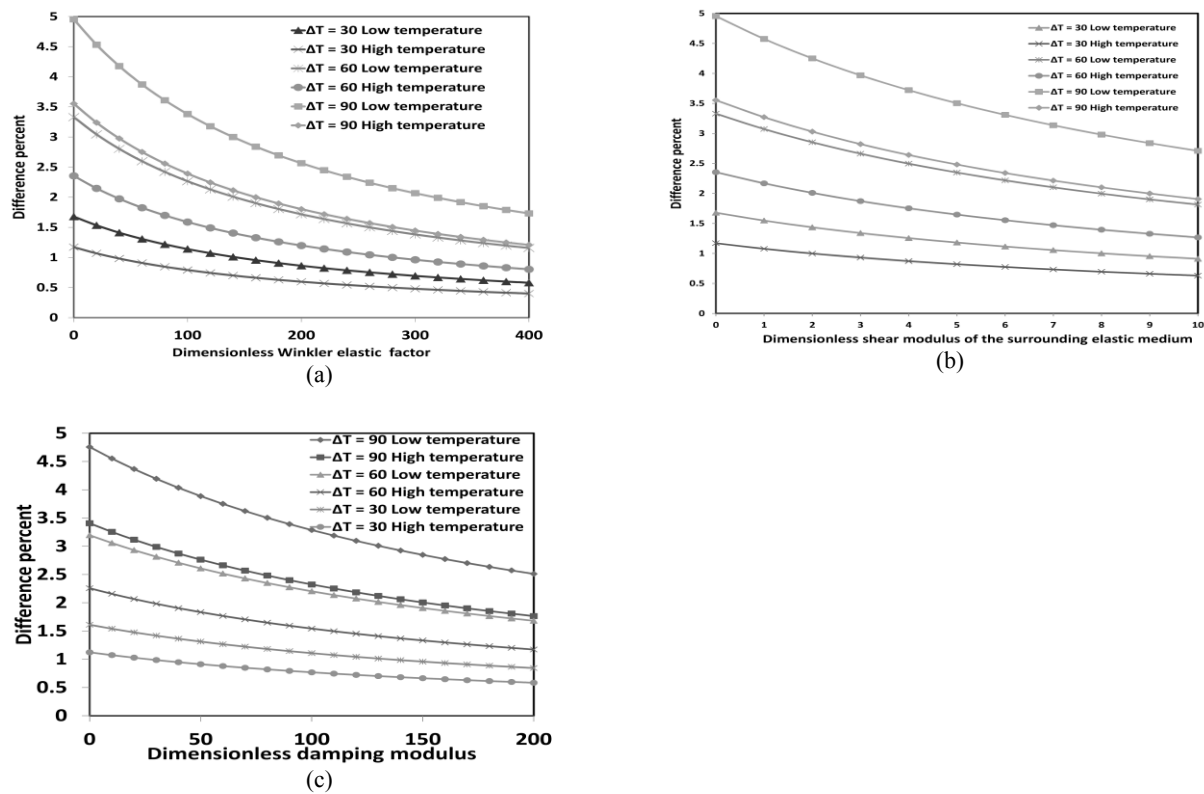 5
4.5
4
3.5
3
2.5
2
1.5
1
0.5
0
Difference percent
ΔT = 30 Low temperature
ΔT = 30 High temperature
ΔT = 60 Low temperature
ΔT = 60 High temperature
ΔT = 90 Low temperature
ΔT = 90 High temperature
0 100 200 300 400
Dimensionless Winkler elastic factor
(a)
5
4.5
4
3.5
3
2.5
2
1.5
1
0.5
0
Difference percent
ΔT = 30 Low temperature
ΔT = 30 High temperature
ΔT = 60 Low temperature
ΔT = 60 High temperature
ΔT = 90 Low temperature
ΔT = 90 High temperature
0 1 2 3 4 5 6 7 8 9 10
Dimensionless shear modulus of the surrounding elastic medium
(b)
5
4.5
4
3.5
3
2.5
2
1.5
1
0.5
0
Difference percent
ΔT = 90 Low temperature
ΔT = 90 High temperature
ΔT = 60 Low temperature
ΔT = 60 High temperature
ΔT = 30 Low temperature
ΔT = 30 High temperature
0 50 100 150 200
Dimensionless damping modulus
(c)